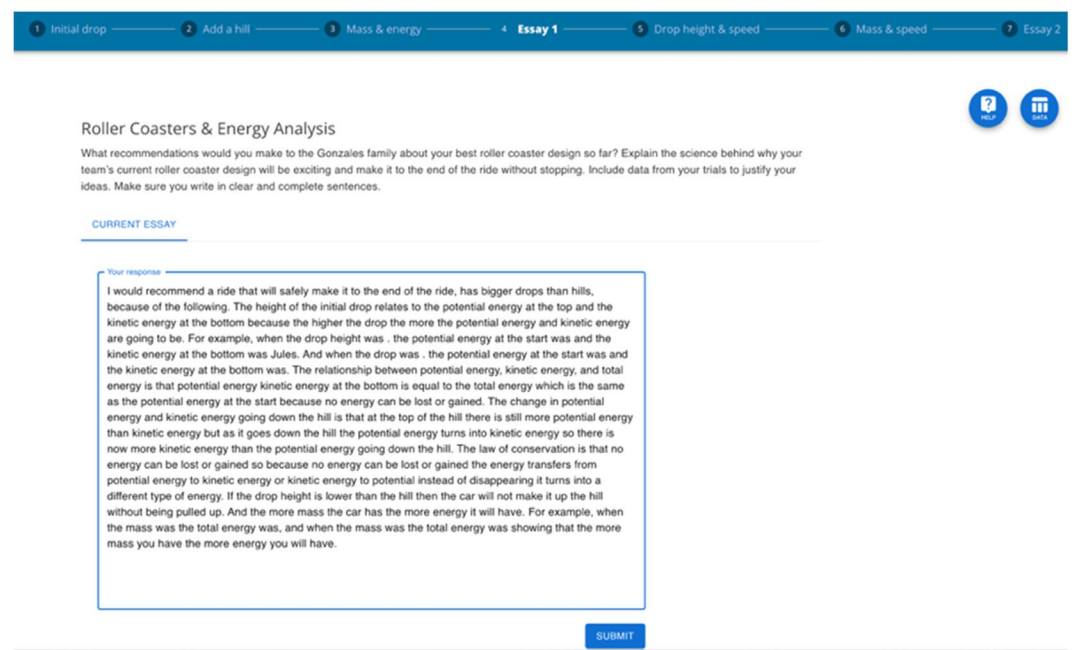 1 Initial drop 2 Add a hill 3 Mass & energy 4 Essay 1 5 Drop height & speed 6 Mass & speed 7 Essay 2
? HELP DATA
Roller Coasters & Energy Analysis
What recommendations would you make to the Gonzales family about your best roller coaster design so far? Explain the science behind why your
team's current roller coaster design will be exciting and make it to the end of the ride without stopping. Include data from your trials to justify your
ideas. Make sure you write in clear and complete sentences.
CURRENT ESSAY
Your response
I would recommend a ride that will safely make it to the end of the ride, has bigger drops than hills,
because of the following. The height of the initial drop relates to the potential energy at the top and the
kinetic energy at the bottom because the higher the drop the more the potential energy and kinetic energy
are going to be. For example, when the drop height was . the potential energy at the start was and the
kinetic energy at the bottom was Jules. And when the drop was . the potential energy at the start was and
the kinetic energy at the bottom was. The relationship between potential energy, kinetic energy, and total
energy is that potential energy kinetic energy at the bottom is equal to the total energy which is the same
as the potential energy at the start because no energy can be lost or gained. The change in potential
energy and kinetic energy going down the hill is that at the top of the hill there is still more potential energy
than kinetic energy but as it goes down the hill the potential energy turns into kinetic energy so there is
now more kinetic energy than the potential energy going down the hill. The law of conservation is that no
energy can be lost or gained so because no energy can be lost or gained the energy transfers from
potential energy to kinetic energy or kinetic energy to potential instead of disappearing it turns into a
different type of energy. If the drop height is lower than the hill then the car will not make it up the hill
without being pulled up. And the more mass the car has the more energy it will have. For example, when
the mass was the total energy was, and when the mass was the total energy was showing that the more
mass you have the more energy you will have.
SUBMIT